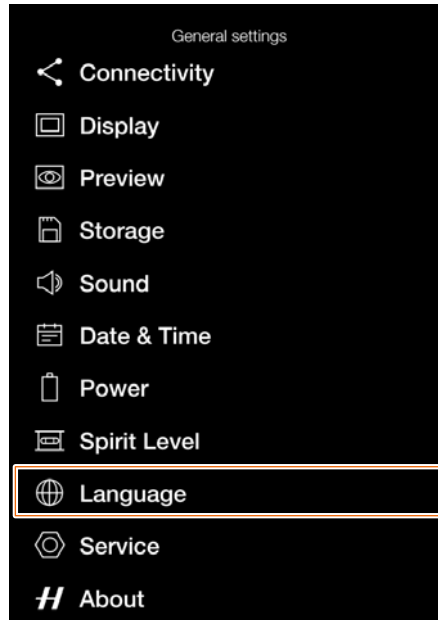 General settings
Connectivity
Display
Preview
Storage
Sound
Date & Time
Power
Spirit Level
Language
Service
About